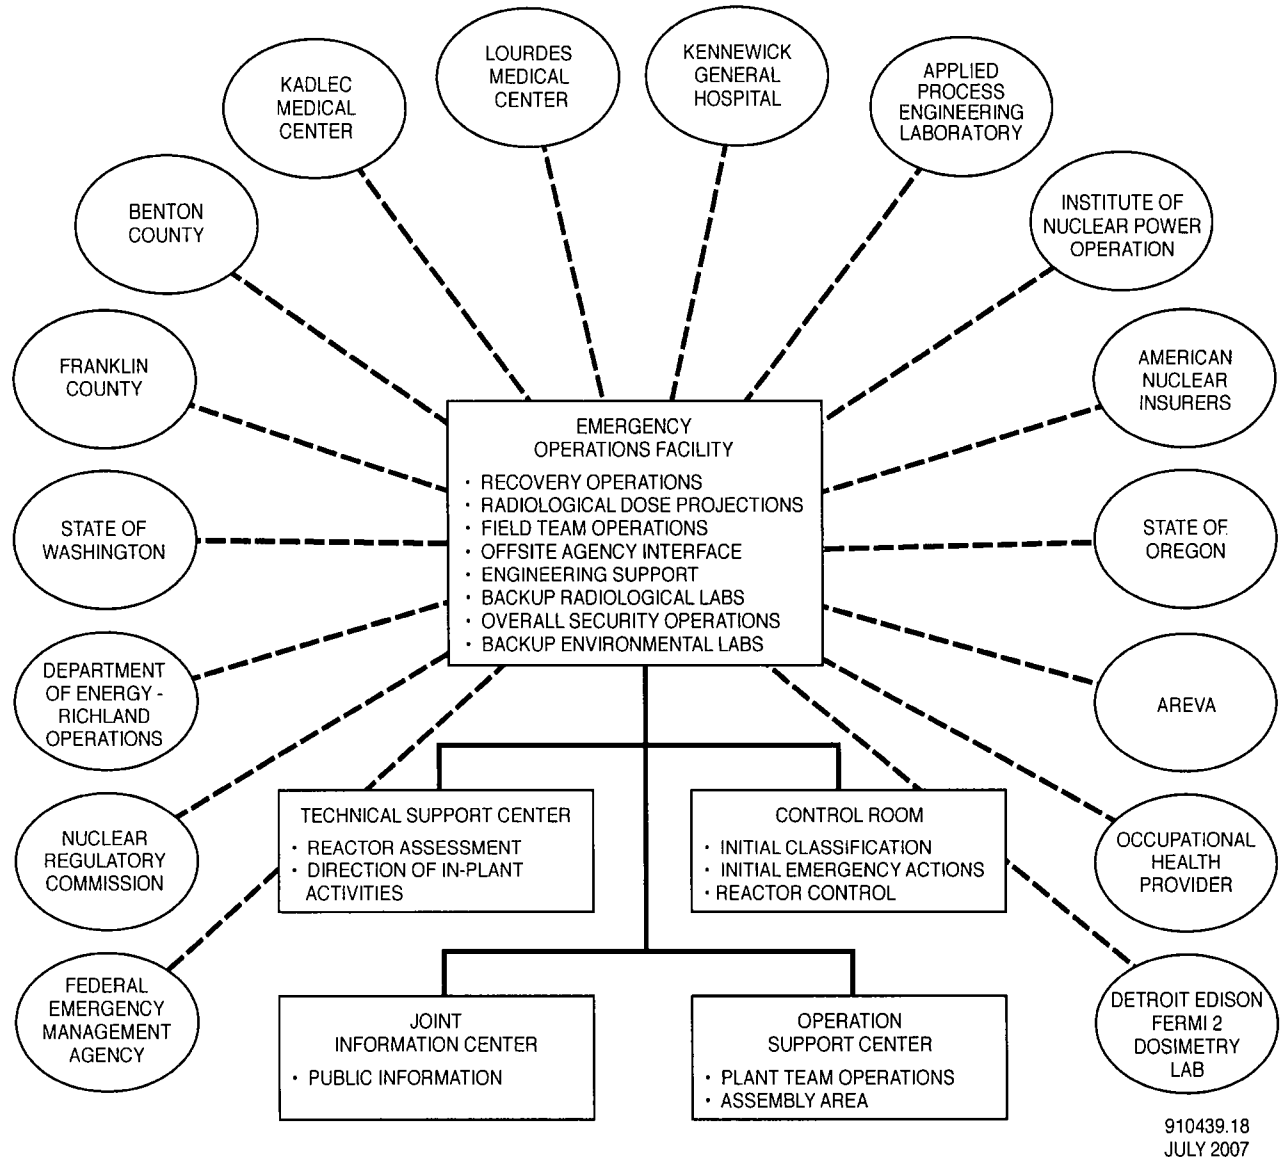 KADLEC
MEDICAL
CENTER
LOURDES
MEDICAL
CENTER
KENNEWICK
GENERAL
HOSPITAL
APPLIED
PROCESS
ENGINEERING
LABORATORY
BENTON
COUNTY
INSTITUTE OF
NUCLEAR POWER
OPERATION
FRANKLIN
COUNTY
AMERICAN
NUCLEAR
INSURERS
STATE OF
WASHINGTON
STATE OF
OREGON
DEPARTMENT
OF ENERGY -
RICHLAND
OPERATIONS
AREVA
NUCLEAR
REGULATORY
COMMISSION
OCCUPATIONAL
HEALTH
PROVIDER
FEDERAL
EMERGENCY
MANAGEMENT
AGENCY
DETROIT EDISON
FERMI 2
DOSIMETRY
LAB
EMERGENCY
OPERATIONS FACILITY
· RECOVERY OPERATIONS
· RADIOLOGICAL DOSE PROJECTIONS
· FIELD TEAM OPERATIONS
· OFFSITE AGENCY INTERFACE
· ENGINEERING SUPPORT
· BACKUP RADIOLOGICAL LABS
· OVERALL SECURITY OPERATIONS
· BACKUP ENVIRONMENTAL LABS
TECHNICAL SUPPORT CENTER
· REACTOR ASSESSMENT
· DIRECTION OF IN-PLANT
ACTIVITIES
CONTROL ROOM
· INITIAL CLASSIFICATION
· INITIAL EMERGENCY ACTIONS
· REACTOR CONTROL
JOINT
INFORMATION CENTER
· PUBLIC INFORMATION
OPERATION
SUPPORT CENTER
· PLANT TEAM OPERATIONS
· ASSEMBLY AREA
910439.18
JULY 2007